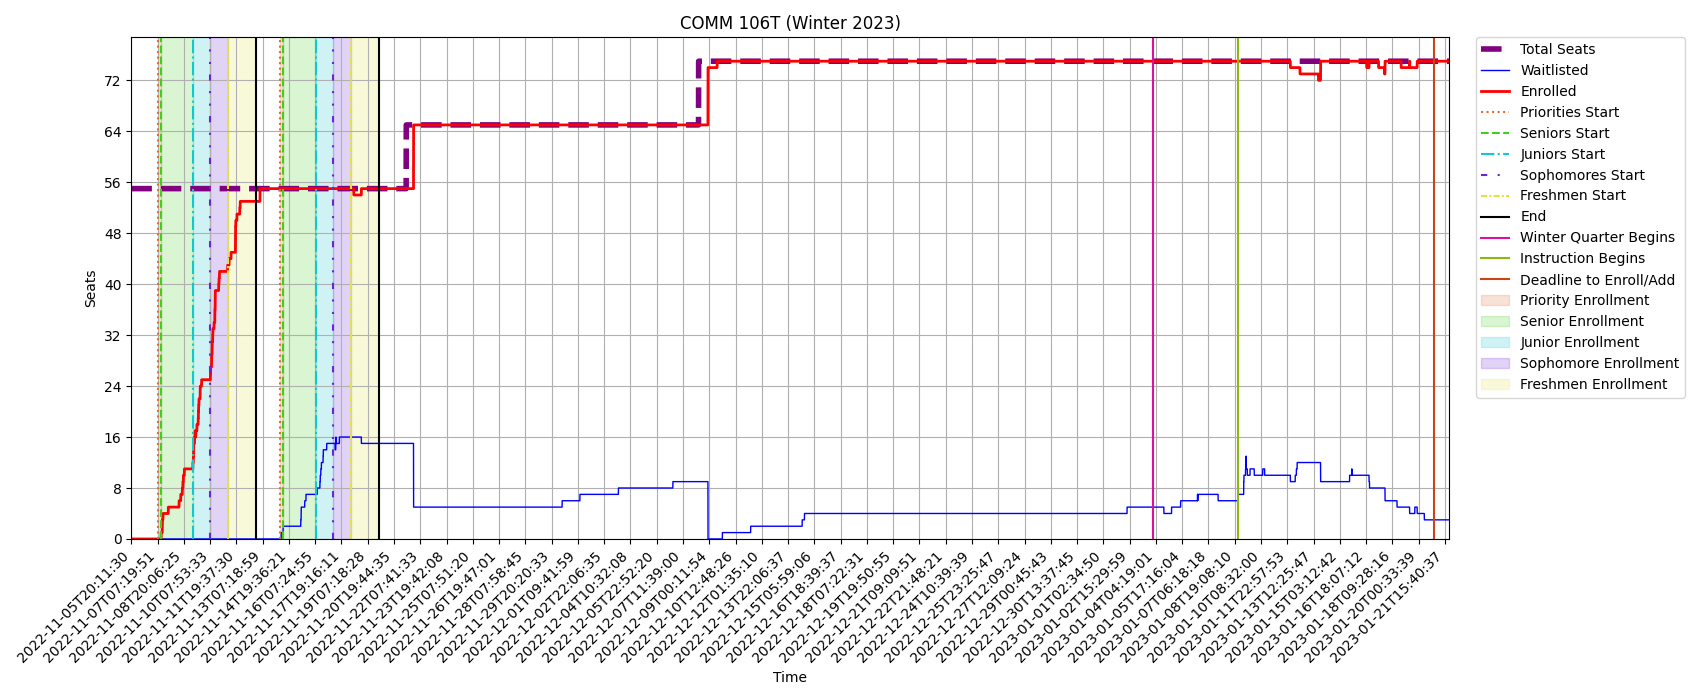 COMM 106T (Winter 2023)
Seats
72
64
56
48
40
32
24
16
8
0
2022-11-05T20:11:30
2022-11-07T07:19:51
2022-11-08T20:06:25
2022-11-10T07:53:33
2022-11-11T19:37:30
2022-11-13T07:18:59
2022-11-14T19:36:21
2022-11-16T07:24:55
2022-11-17T19:16:11
2022-11-19T07:18:28
2022-11-20T19:44:35
2022-11-22T07:41:33
2022-11-23T19:42:08
2022-11-25T07:51:20
2022-11-26T19:47:01
2022-11-28T07:58:45
2022-11-29T20:20:33
2022-12-01T09:41:59
2022-12-02T22:06:35
2022-12-04T10:32:08
2022-12-05T22:52:20
2022-12-07T11:39:00
2022-12-09T00:11:54
2022-12-10T12:48:26
2022-12-12T01:35:10
2022-12-13T22:06:37
2022-12-15T05:59:06
2022-12-16T18:39:37
2022-12-18T07:22:31
2022-12-19T19:50:55
2022-12-21T09:09:51
2022-12-22T21:48:21
2022-12-24T10:39:39
2022-12-25T23:25:47
2022-12-27T12:09:24
2022-12-29T00:45:43
2022-12-30T13:37:45
2023-01-01T02:34:50
2023-01-02T15:29:59
2023-01-04T04:19:01
2023-01-05T17:16:04
2023-01-07T06:18:18
2023-01-08T19:08:10
2023-01-10T08:32:00
2023-01-11T22:57:53
2023-01-13T12:25:47
2023-01-15T03:12:42
2023-01-16T18:07:12
2023-01-18T09:28:16
2023-01-20T00:33:39
2023-01-21T15:40:37
Time
Total Seats
Waitlisted
Enrolled
Priorities Start
Seniors Start
Juniors Start
Sophomores Start
Freshmen Start
End
Winter Quarter Begins
Instruction Begins
Deadline to Enroll/Add
Priority Enrollment
Senior Enrollment
Junior Enrollment
Sophomore Enrollment
Freshmen Enrollment